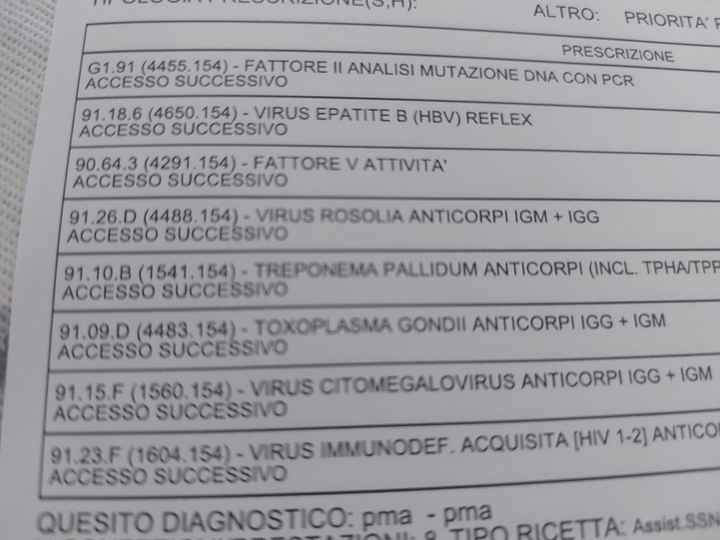 TIPOLOGIA PRESCRIZIONE(S,H):
ALTRO: PRIORITA'
PRESCRIZIONE
G1.91 (4455.154) - FATTORE II ANALISI MUTAZIONE DNA CON PCR
ACCESSO SUCCESSIVO
91.18.6 (4650.154) - VIRUS EPATITE B (HBV) REFLEX
ACCESSO SUCCESSIVO
90.64.3 (4291.154) - FATTORE V ATTIVITA'
ACCESSO SUCCESSIVO
91.26.D (4488.154) - VIRUS ROSOLIA ANTICORPI IGM + IGG
ACCESSO SUCCESSIVO
91.10.B (1541.154) - TREPONEMA PALLIDUM ANTICORPI (INCL. TPHA/TPP
ACCESSO SUCCESSIVO
91.09.D (4483.154) - TOXOPLASMA GONDII ANTICORPI IGG + IGM
ACCESSO SUCCESSIVO
91.15.F (1560.154) - VIRUS CITOMEGALOVIRUS ANTICORPI IGG + IGM
ACCESSO SUCCESSIVO
91.23.F (1604.154) - VIRUS IMMUNODEF. ACQUISITA [HIV 1-2] ANTICO
ACCESSO SUCCESSIVO
QUESITO DIAGNOSTICO: pma - pma
8 TIPO RICETTA: Assist.SSN